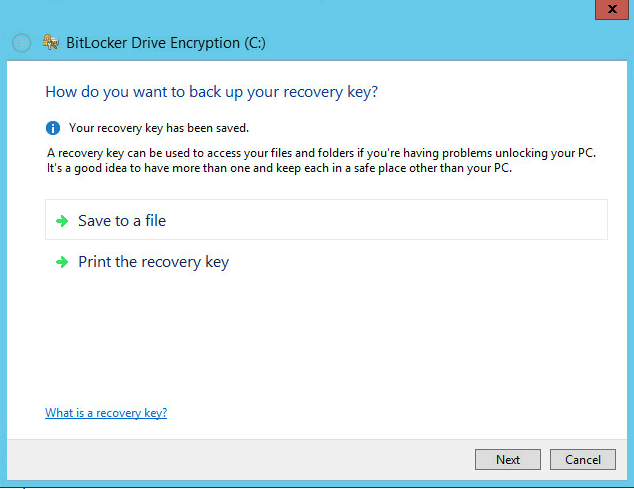 BitLocker Drive Encryption (C:)
How do you want to back up your recovery key?
Your recovery key has been saved.
A recovery key can be used to access your files and folders if you're having problems unlocking your PC.
It's a good idea to have more than one and keep each in a safe place other than your PC.
Save to a file
Print the recovery key
What is a recovery key?
Next
Cancel